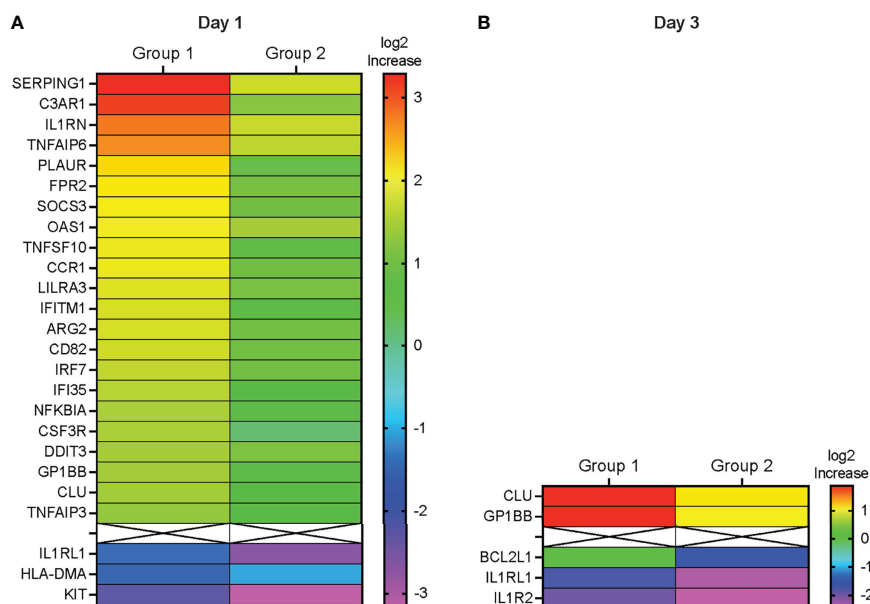 A
Day 1
Group 1
Group 2
log2
Increase
SERPING1
C3AR1
IL1RN
TNFAIP6
PLAUR
FPR2
SOCS3
OAS1
TNFSF10
CCR1
LILRA3
IFITM1
ARG2
CD82
IRF7
IFI35
NFKBIA
CSF3R
DDIT3
GP1BB
CLU
TNFAIP3
IL1RL1
HLA-DMA
KIT
3
2
1
0
-1
-2
-3
B
Day 3
Group 1
Group 2
log2
Increase
CLU
GP1BB
BCL2L1
IL1RL1
IL1R2
1
0
-1
-2